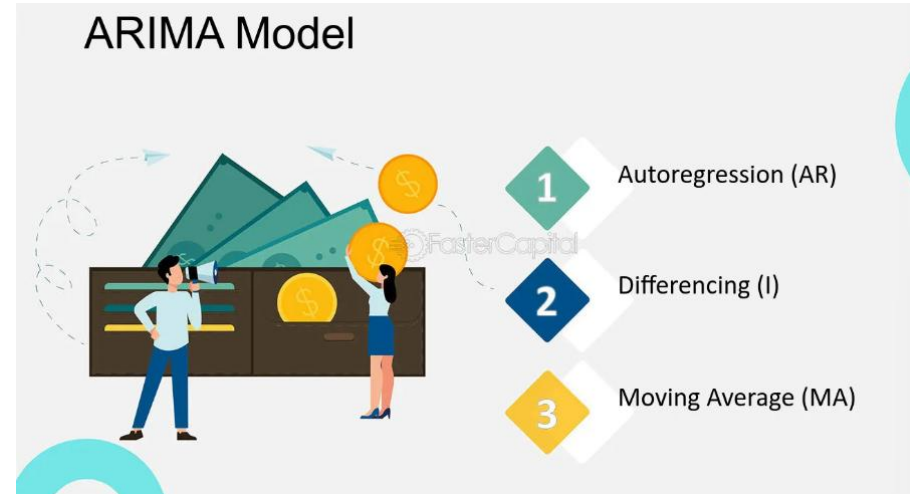 ARIMA Model
1
Autoregression (AR)
FasterCapital
2
Differencing (I)
3
Moving Average (MA)
$
$
$
$